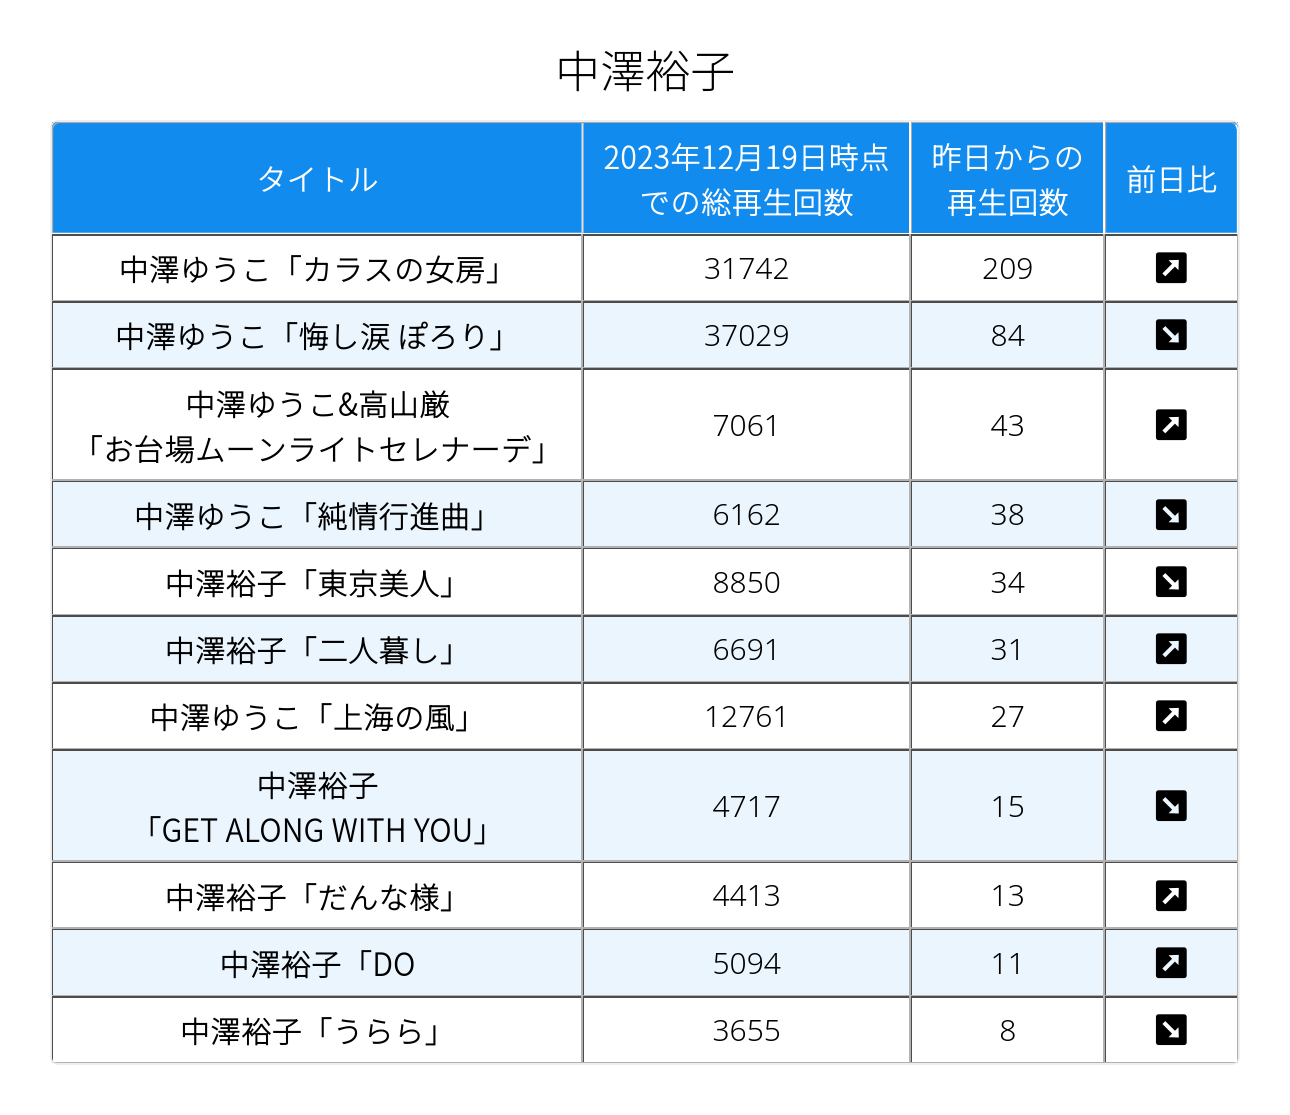 中澤裕子
タイトル
2023年12月19日時点
での総再生回数
昨日からの
再生回数
前日比
中澤ゆうこ「カラスの女房」
31742
209
中澤ゆうこ「悔し涙 ぽろり」
37029
84
中澤ゆうこ&高山厳
「お台場ムーンライトセレナーデ」
7061
43
中澤ゆうこ「純情行進曲」
6162
38
中澤裕子「東京美人」
8850
34
中澤裕子「二人暮し」
6691
31
中澤ゆうこ「上海の風」
12761
27
中澤裕子
「GET ALONG WITH YOU」
4717
15
中澤裕子「だんな様」
4413
13
中澤裕子「DO
5094
11
中澤裕子「うらら」
3655
8